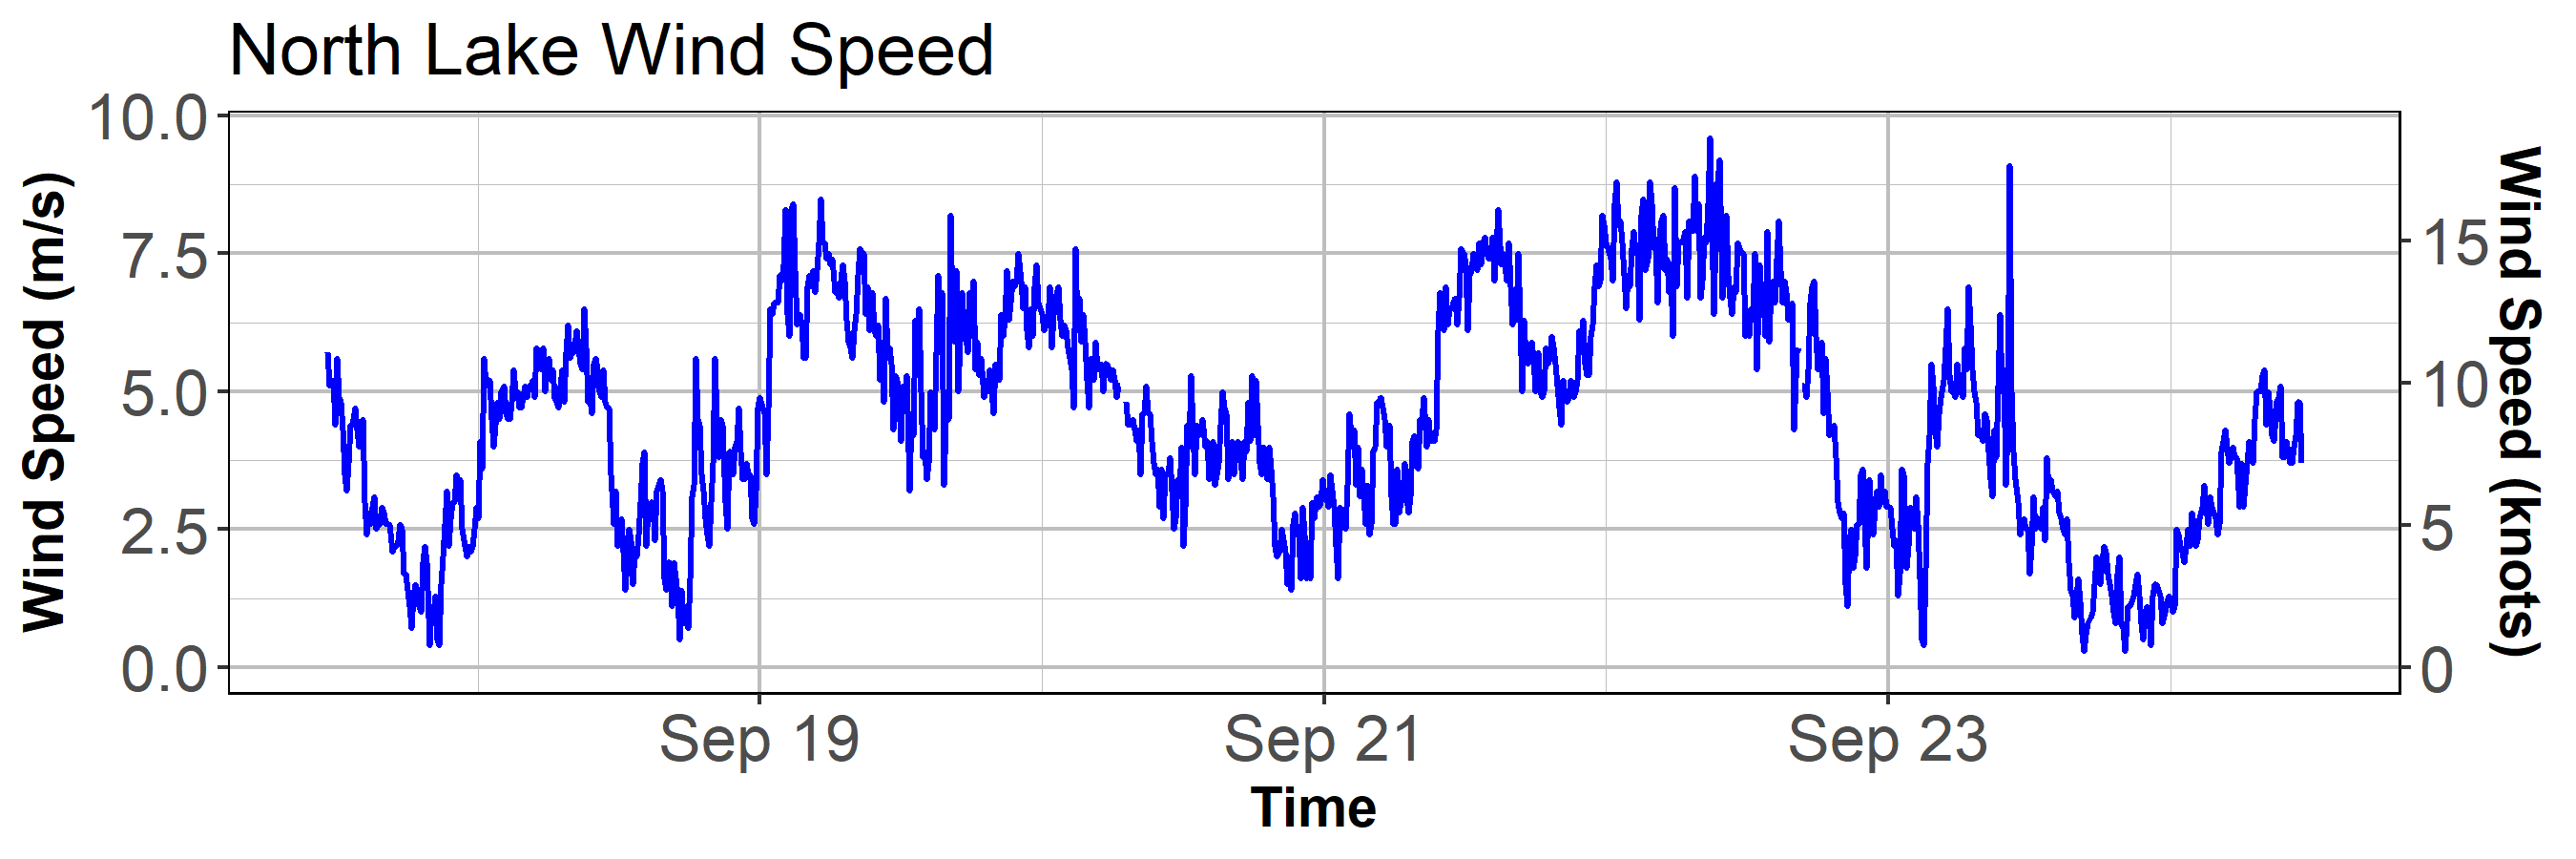 North Lake Wind Speed
10.0
7.5
5.0
2.5
0.0
Wind Speed (m/s)
15
10
5
0
Wind Speed (knots)
Sep 19
Sep 21
Sep 23
Time